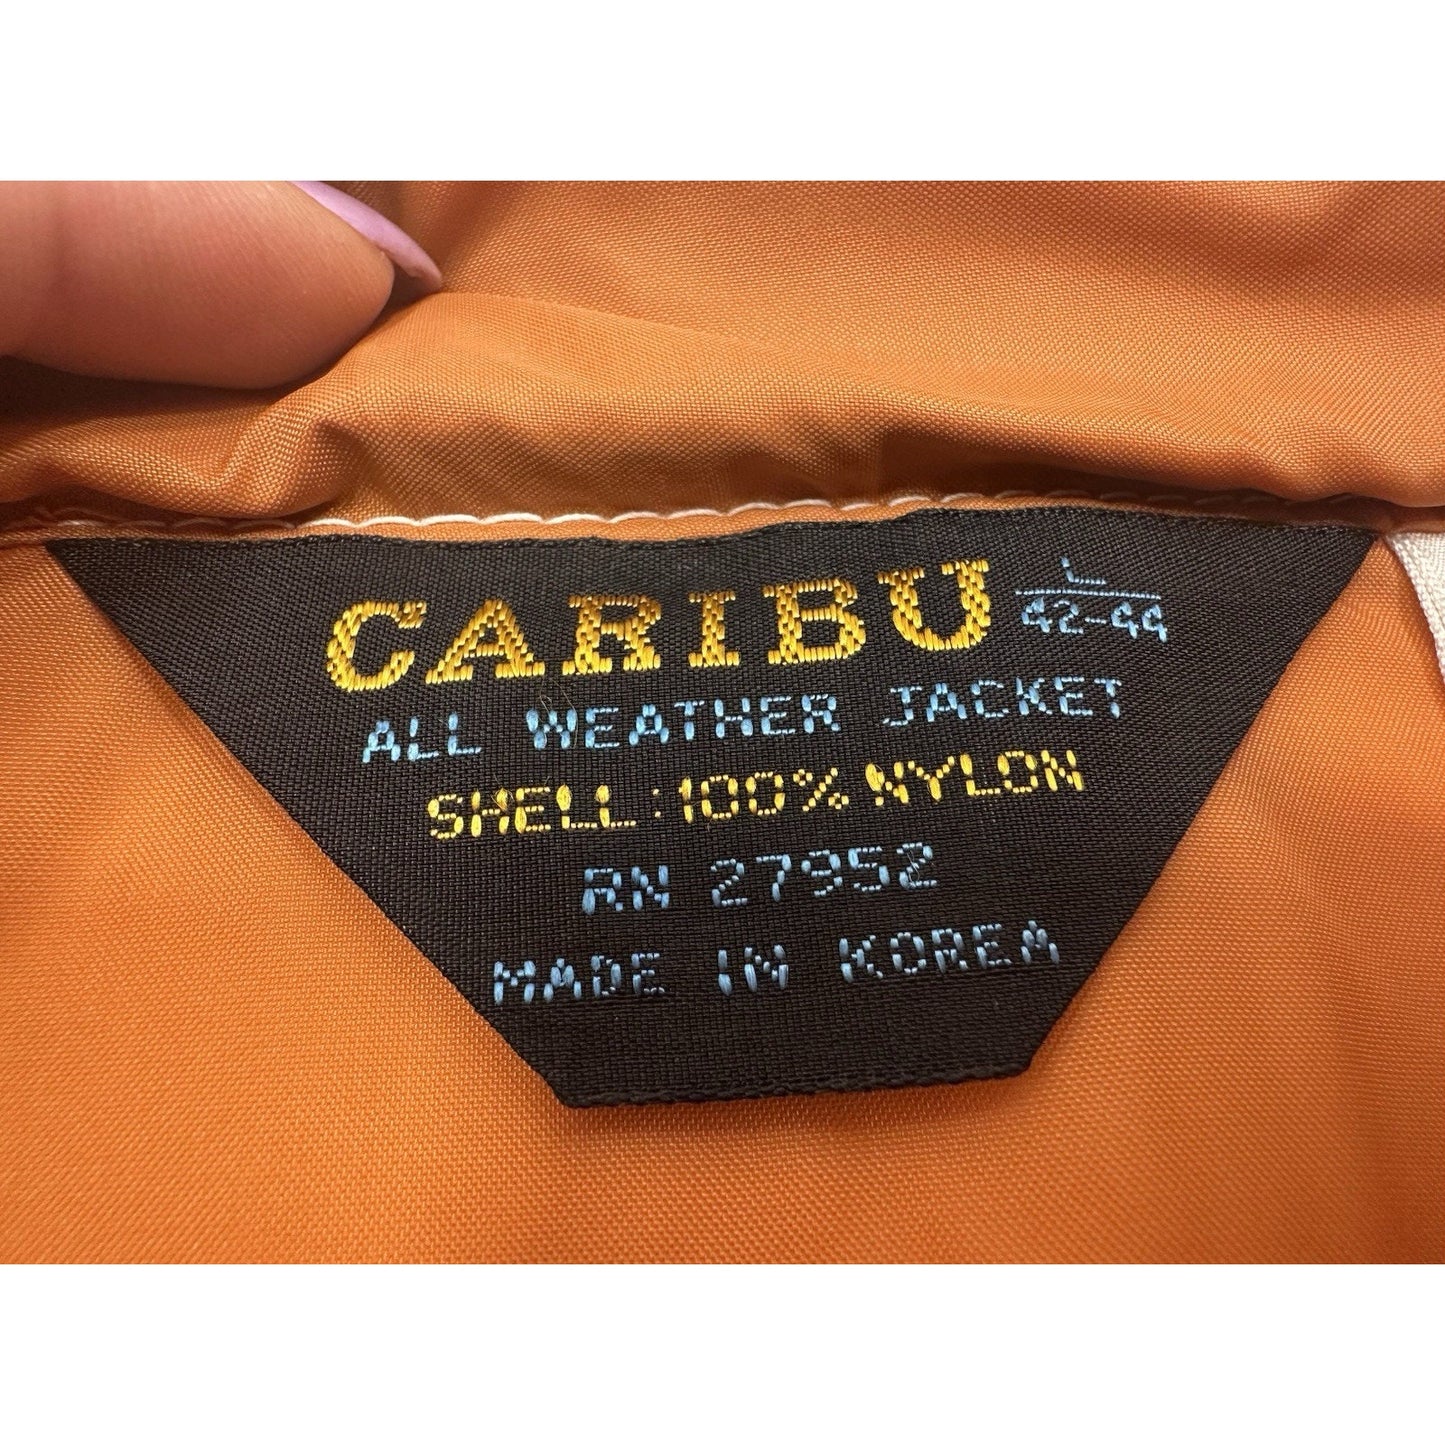 CARIBU L
42-44
ALL WEATHER JACKET
SHELL:100% NYLON
RN 27952
MADE IN KOREA